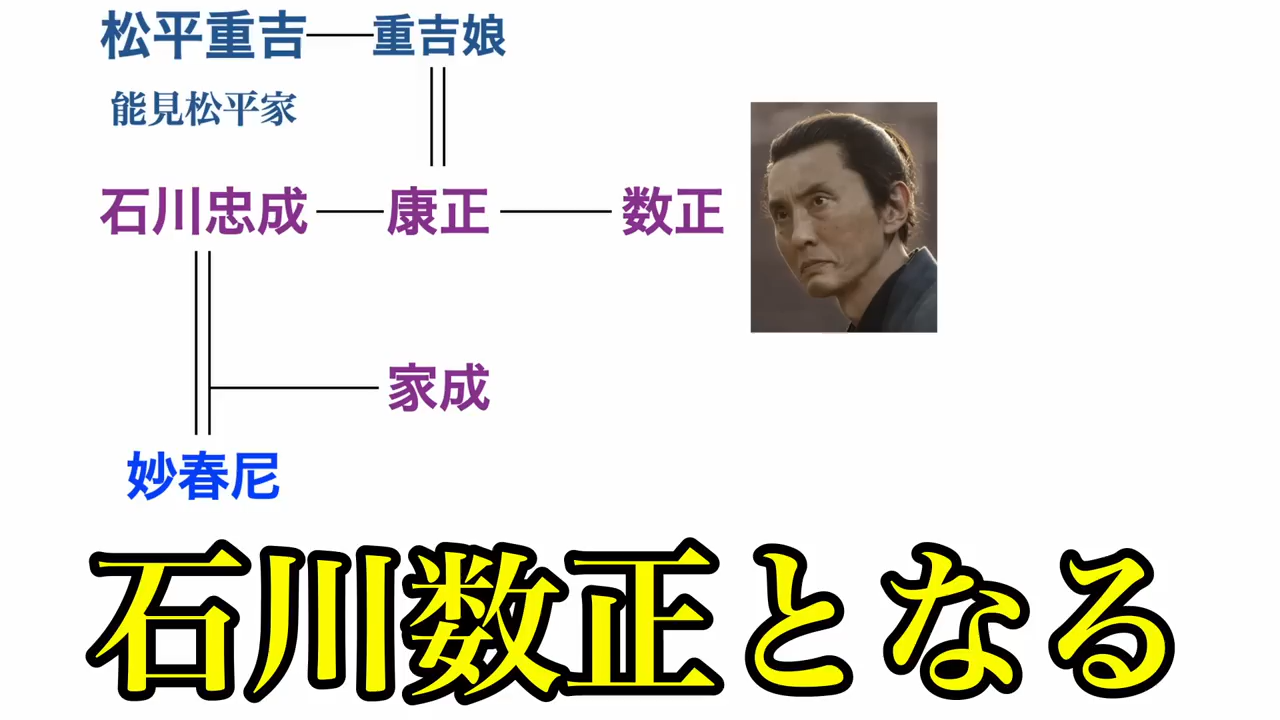 松平重吉 重吉娘
能見松平家
石川忠成 康正 数正
家成
妙春尼
石川数正となる